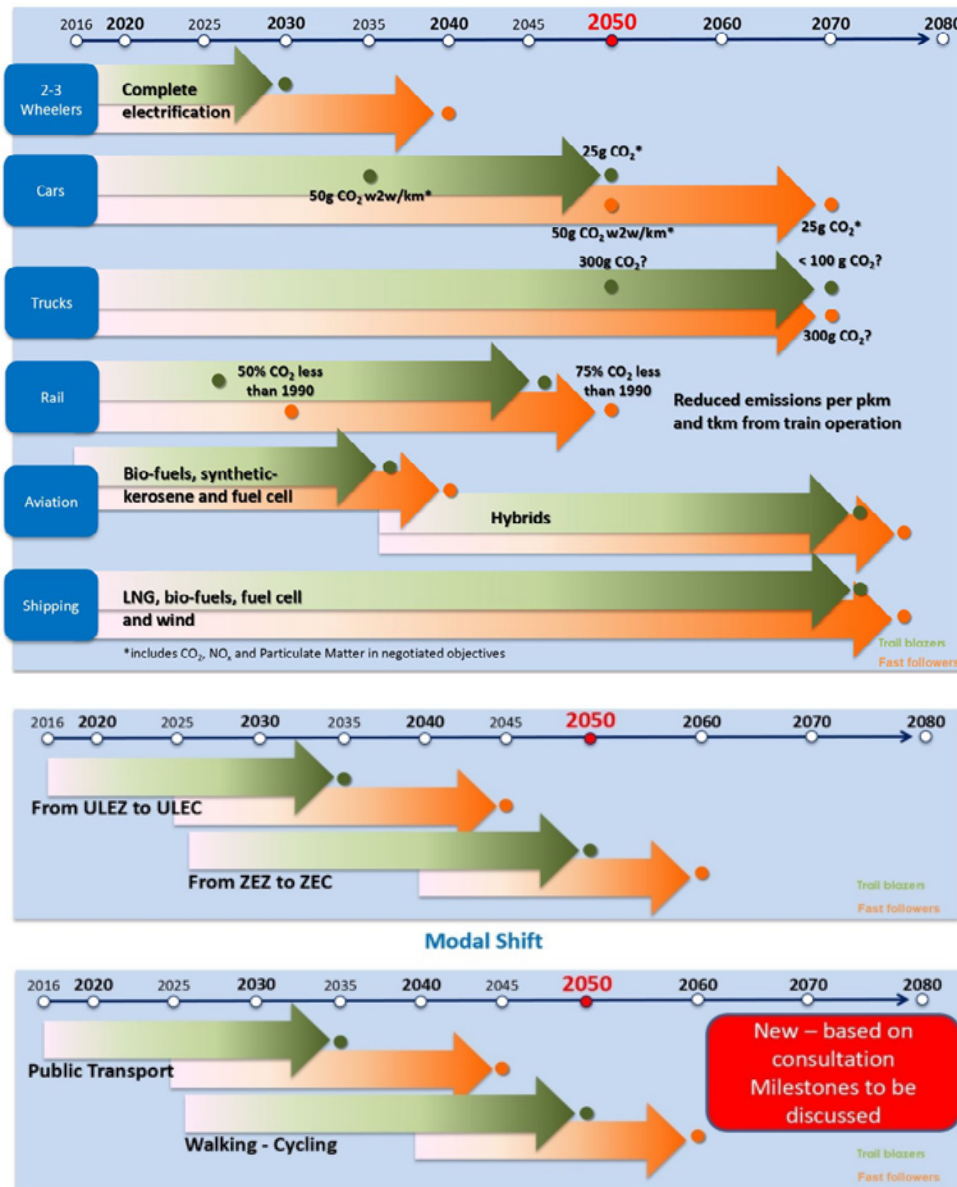 2016 2020 2025 2030 2035 2040 2045 2050 2060 2070 2080
2-3
Wheelers
Complete
electrification
Cars
25g CO₂*
50g CO₂ w2w/km*
50g CO₂ w2w/km*
25g CO₂*
Trucks
300g CO₂?
< 100 g CO₂?
300g CO₂?
Rail
50% CO₂ less
than 1990
75% CO₂ less
than 1990
Reduced emissions per pkm
and tkm from train operation
Aviation
Bio-fuels, synthetic-
kerosene and fuel cell
Hybrids
Shipping
LNG, bio-fuels, fuel cell
and wind
*includes CO₂, NOₓ and Particulate Matter in negotiated objectives
Trail blazers
Fast followers
2016 2020 2025 2030 2035 2040 2045 2050 2060 2070 2080
From ULEZ to ULEC
From ZEZ to ZEC
Trail blazers
Fast followers
Modal Shift
2016 2020 2025 2030 2035 2040 2045 2050 2060 2070 2080
Public Transport
Walking - Cycling
New – based on
consultation
Milestones to be
discussed
Trail blazers
Fast followers